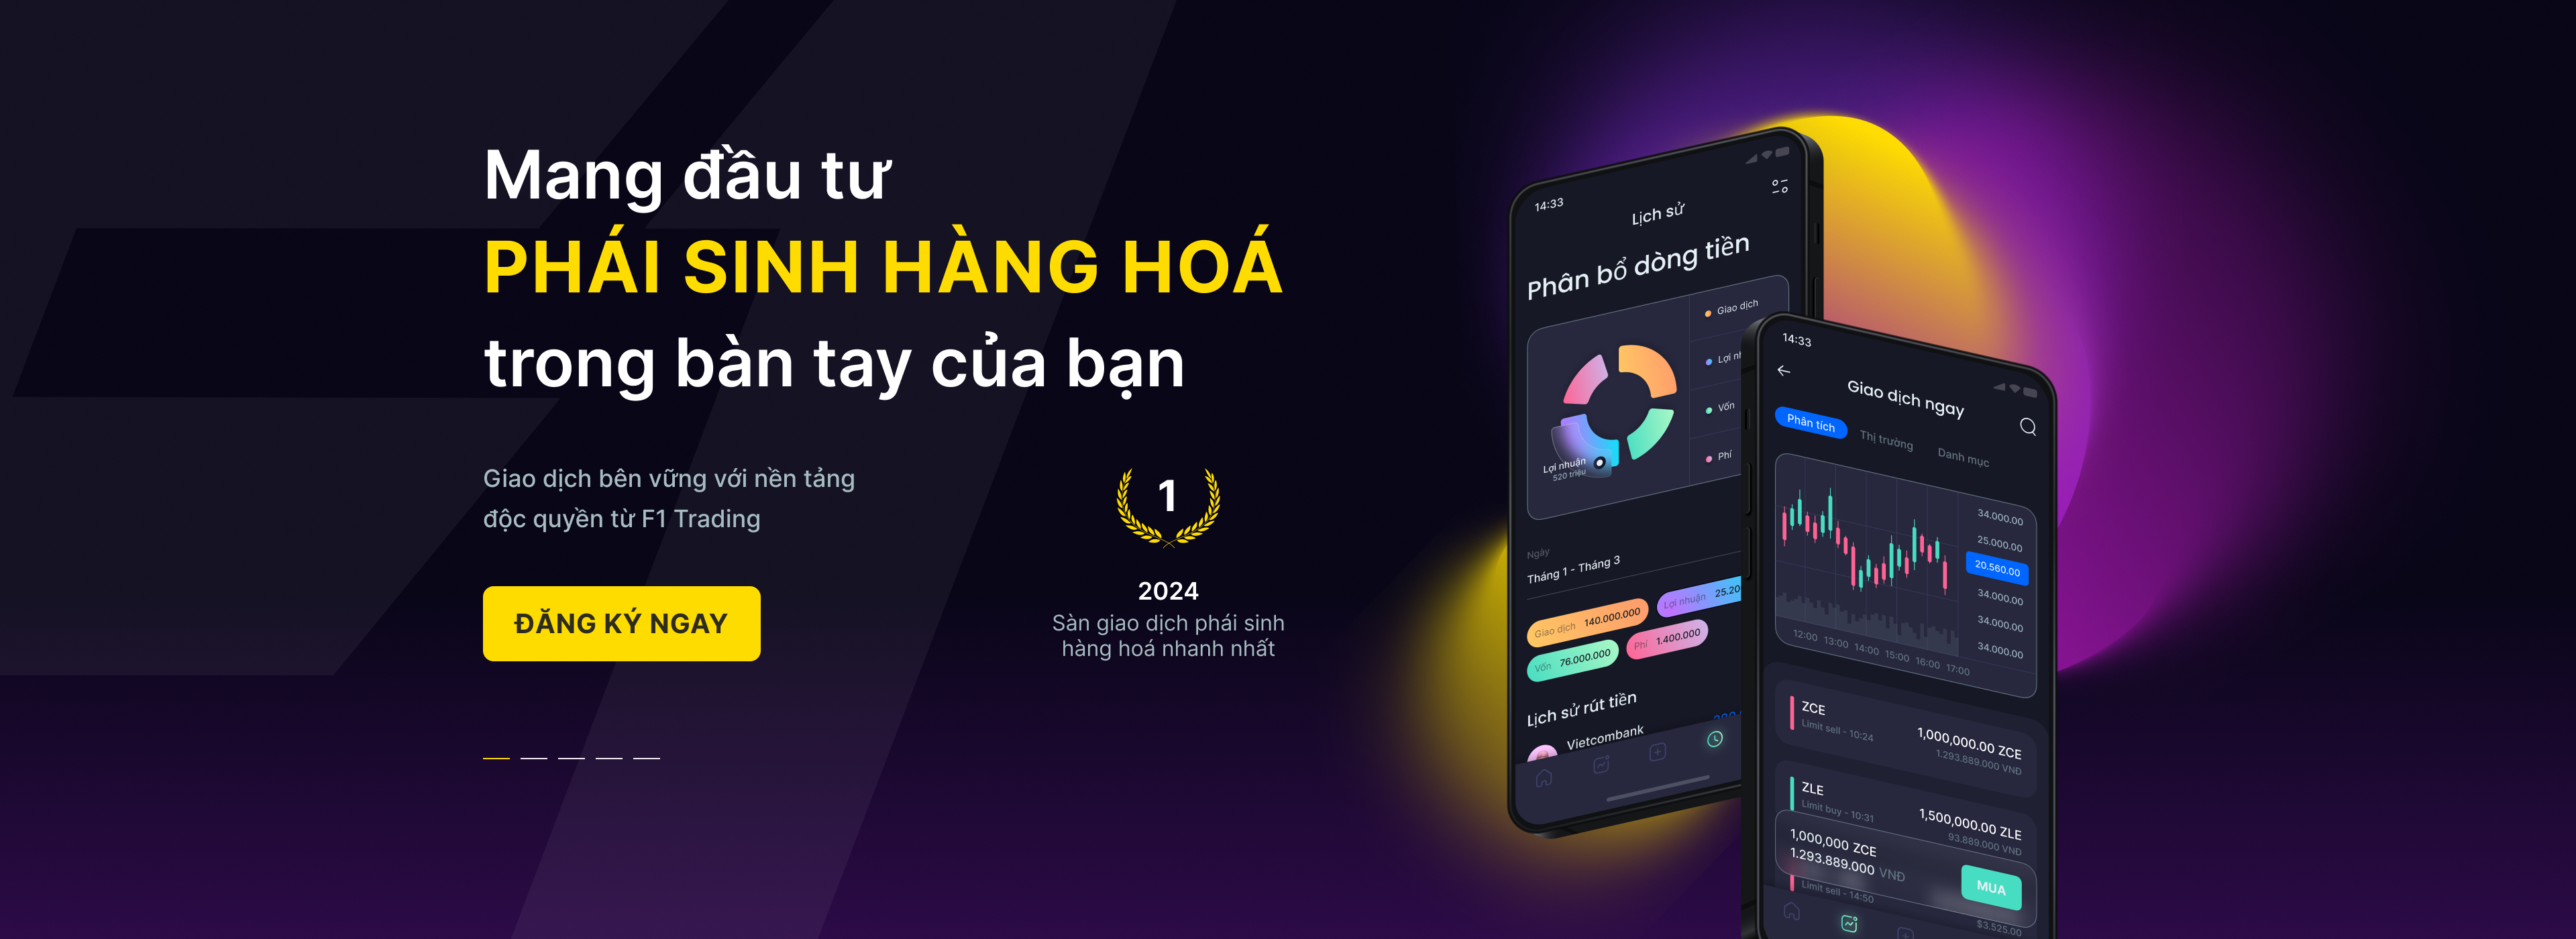 Mang đầu tư
PHÁI SINH HÀNG HOÁ
trong bàn tay của bạn
Giao dịch bền vững với nền tảng
độc quyền từ F1 Trading
ĐĂNG KÝ NGAY
1
2024
Sàn giao dịch phái sinh
hàng hoá nhanh nhất
14:33
Lịch sử
Phân bổ dòng tiền
Giao dịch
Lợi nh
Vốn
Phí
Lợi nhuận
520 triệu
Ngày
Tháng 1 - Tháng 3
Giao dịch 140.000.000
Lợi nhuận 25.20
Vốn 76.000.000
Phí 1.400.000
Lịch sử rút tiền
Vietcombank
14:33
Giao dịch ngay
Phân tích
Thị trường
Danh mục
34.000.00
25.000.00
20.560.00
34.000.00
34.000.00
34.000.00
12:00 13:00 14:00 15:00 16:00 17:00
ZCE
Limit sell - 10:24
1,000,000.00 ZCE
1.293.889.000 VND
ZLE
Limit buy - 10:31
1,500,000.00 ZLE
93.889.000 VND
1,000,000 ZCE
1.293.889.000 VND
MUA
Limit sell - 14:50
$3.525.00